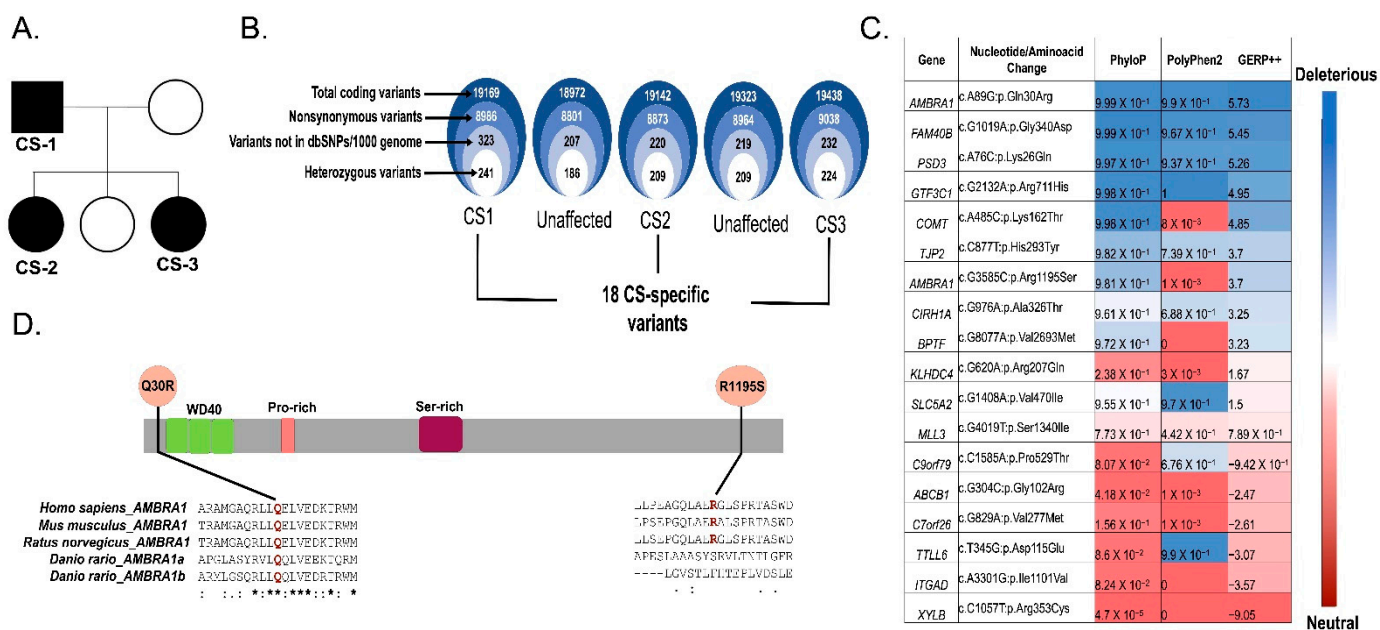 A.
CS-1
CS-2
CS-3
B.
Total coding variants
Nonsynonymous variants
Variants not in dbSNPs/1000 genome
Heterozygous variants
19169 18972 19142 19323 19438
8986 8801 8873 8964 9038
323 207 220 219 232
241 186 209 209 224
CS1 Unaffected CS2 Unaffected CS3
18 CS-specific
variants
C.
Gene Nucleotide/Aminoacid Change PhyloP PolyPhen2 GERP++
AMBRA1 c.A89G:p.Gln30Arg 9.99 X 10⁻¹ 9.9 X 10⁻¹ 5.73
FAM40B c.G1019A:p.Gly340Asp 9.99 X 10⁻¹ 9.67 X 10⁻¹ 5.45
PSD3 c.A76C:p.Lys26Gln 9.97 X 10⁻¹ 9.37 X 10⁻¹ 5.26
GTF3C1 c.G2132A:p.Arg711His 9.98 X 10⁻¹ 1 4.95
COMT c.A485C:p.Lys162Thr 9.98 X 10⁻¹ 8 X 10⁻³ 4.85
TJP2 c.C877T:p.His293Tyr 9.82 X 10⁻¹ 7.39 X 10⁻¹ 3.7
AMBRA1 c.G3585C:p.Arg1195Ser 9.81 X 10⁻¹ 1 X 10⁻³ 3.7
CIRH1A c.G976A:p.Ala326Thr 9.61 X 10⁻¹ 6.88 X 10⁻¹ 3.25
BPTF c.G8077A:p.Val2693Met 9.72 X 10⁻¹ 0 3.23
KLHDC4 c.G620A:p.Arg207Gln 2.38 X 10⁻¹ 3 X 10⁻³ 1.67
SLC5A2 c.G1408A:p.Val470Ile 9.55 X 10⁻¹ 9.7 X 10⁻¹ 1.5
MLL3 c.G4019T:p.Ser1340Ile 7.73 X 10⁻¹ 4.42 X 10⁻¹ 7.89 X 10⁻¹
C9orf79 c.C1585A:p.Pro529Thr 8.07 X 10⁻² 6.76 X 10⁻¹ −9.42 X 10⁻¹
ABCB1 c.G304C:p.Gly102Arg 4.18 X 10⁻² 1 X 10⁻³ −2.47
C7orf26 c.G829A:p.Val277Met 1.56 X 10⁻¹ 1 X 10⁻³ −2.61
TTLL6 c.T345G:p.Asp115Glu 8.6 X 10⁻² 9.9 X 10⁻¹ −3.07
ITGAD c.A3301G:p.Ile1101Val 8.24 X 10⁻² 0 −3.57
XYLB c.C1057T:p.Arg353Cys 4.7 X 10⁻⁵ 0 −9.05
Deleterious
Neutral
D.
Q30R R1195S
WD40 Pro-rich Ser-rich
Homo sapiens_AMBRA1 ARAMGAQRLLQELVEDKTRWM LLPEAGQLAERGLSPRTASWD
Mus musculus_AMBRA1 TRAMGAQRLLQELVEDKTRWM LPSEPGQLAERALSPRTASWD
Ratus norvegicus_AMBRA1 TRAMGAQRLLQELVEDKTRWM LLSEPGQLAERGLSPRTASWD
Danio rario_AMBRA1a APGLASYRVLQQLVEEKTQRM APESLAAASYSRVLTNTLGFR
Danio rario_AMBRA1b ARYLGSQRLLQQLVEDRTRWM ----LGVSTLFHTEPLVDSLE
: :.: *:**:***::*: * . : . .